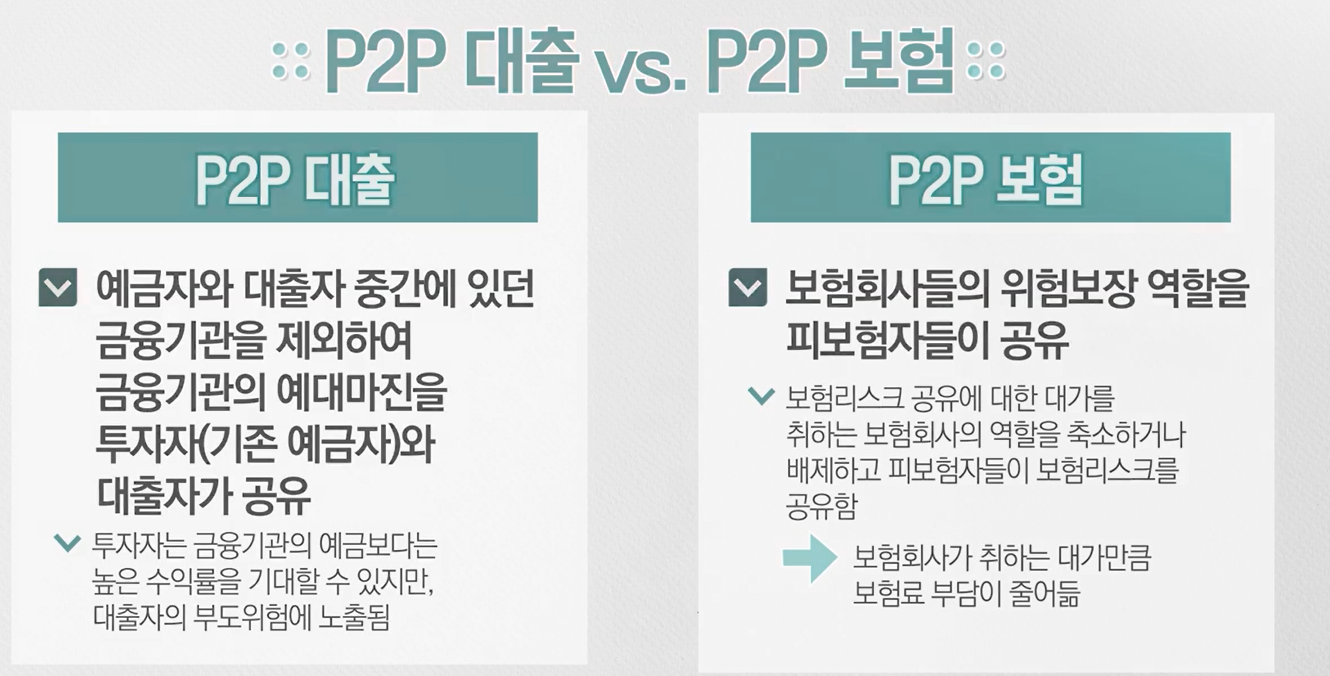 P2P 대출 vs. P2P 보험
P2P 대출
예금자와 대출자 중간에 있던
금융기관을 제외하여
금융기관의 예대마진을
투자자(기존 예금자)와
대출자가 공유
투자자는 금융기관의 예금보다는
높은 수익률을 기대할 수 있지만,
대출자의 부도위험에 노출됨
P2P 보험
보험회사들의 위험보장 역할을
피보험자들이 공유
보험리스크 공유에 대한 대가를
취하는 보험회사의 역할을 축소하거나
배제하고 피보험자들이 보험리스크를
공유함
보험회사가 취하는 대가만큼
보험료 부담이 줄어듦